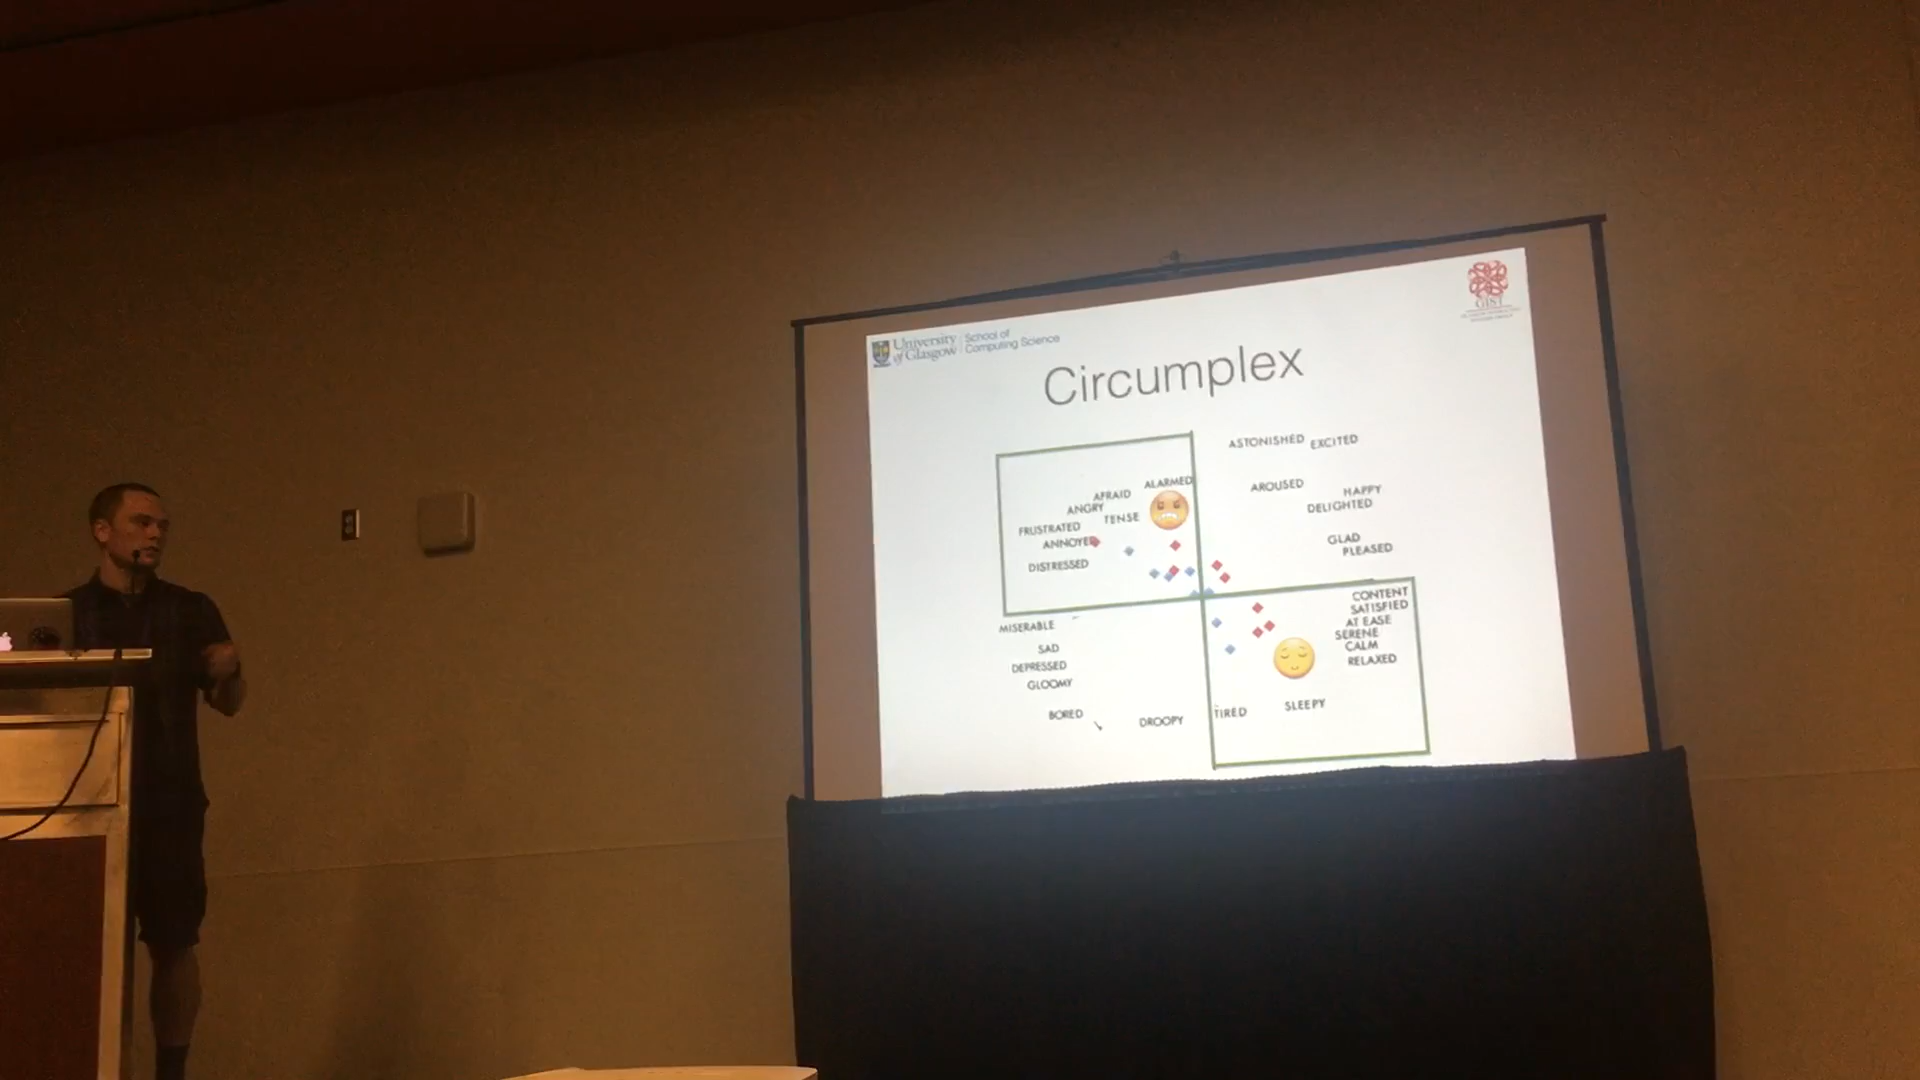 University
of Glasgow
School of
Computing Science
GIST
Circumplex
ASTONISHED EXCITED
ALARMED
AFRAID
ANGRY
TENSE
FRUSTRATED
ANNOYED
DISTRESSED
AROUSED
HAPPY
DELIGHTED
GLAD
PLEASED
MISERABLE
SAD
DEPRESSED
GLOOMY
BORED
DROOPY
CONTENT
SATISFIED
AT EASE
SERENE
CALM
RELAXED
TIRED
SLEEPY